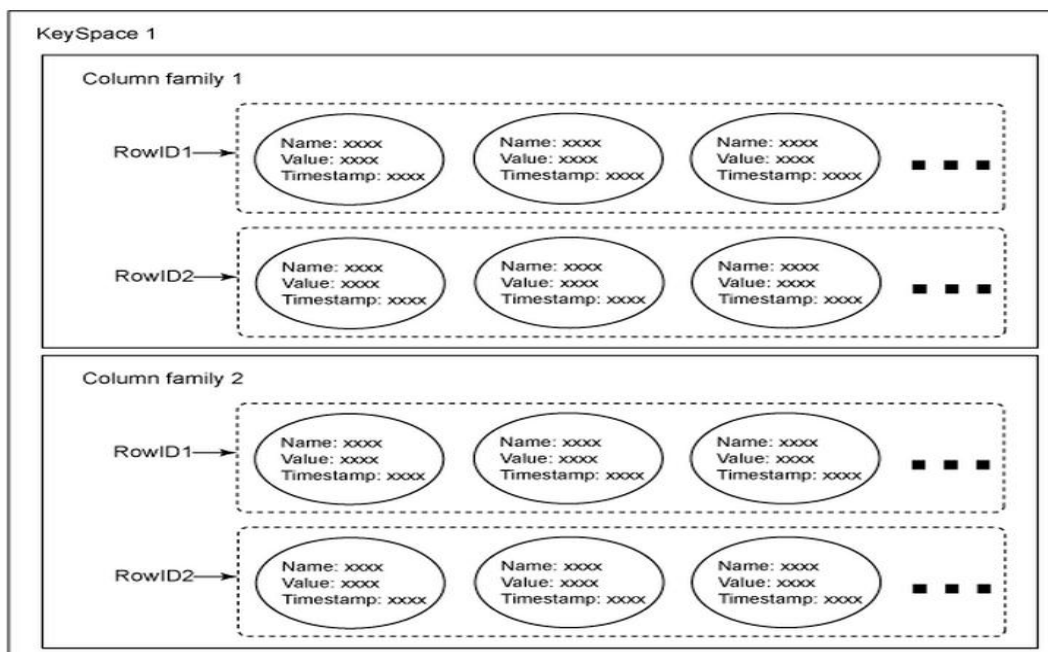 KeySpace 1
Column family 1
RowID1
Name: xxxx
Value: xxxx
Timestamp: xxxx
Name: xxxx
Value: xxxx
Timestamp: xxxx
Name: xxxx
Value: xxxx
Timestamp: xxxx
RowID2
Name: xxxx
Value: xxxx
Timestamp: xxxx
Name: xxxx
Value: xxxx
Timestamp: xxxx
Name: xxxx
Value: xxxx
Timestamp: xxxx
Column family 2
RowID1
Name: xxxx
Value: xxxx
Timestamp: xxxx
Name: xxxx
Value: xxxx
Timestamp: xxxx
Name: xxxx
Value: xxxx
Timestamp: xxxx
RowID2
Name: xxxx
Value: xxxx
Timestamp: xxxx
Name: xxxx
Value: xxxx
Timestamp: xxxx
Name: xxxx
Value: xxxx
Timestamp: xxxx